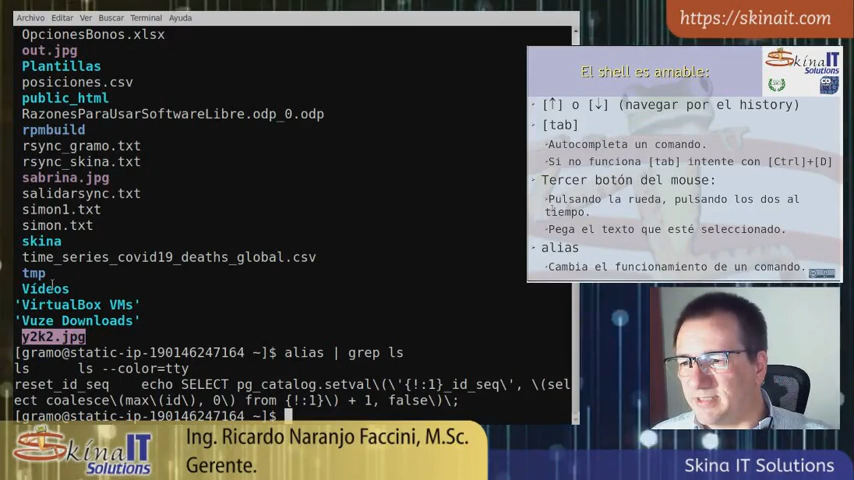 Archivo Editar Ver Buscar Terminal Ayuda
OpcionesBonos.xlsx
out.jpg
Plantillas
posiciones.csv
public_html
RazonesParaUsarSoftwareLibre.odp_0.odp
rpmbuild
rsync_gramo.txt
rsync_skina.txt
sabrina.jpg
salidarsync.txt
simon1.txt
simon.txt
skina
time_series_covid19_deaths_global.csv
tmp
Vídeos
'VirtualBox VMs'
'Vuze Downloads'
y2k2.jpg
[gramo@static-ip-190146247164 ~]$ alias | grep ls
ls      ls --color=tty
reset_id_seq    echo SELECT pg_catalog.setval\(\'{!:1}_id_seq\', \(sel
ect coalesce\(max\(id\), 0\) from {!:1}\) + 1, false\)\;
[gramo@static-ip-190146247164 ~]$
https://skinait.com
El shell es amable:
Skina IT
Solutions
[↑] o [↓] (navegar por el history)
[tab]
Autocompleta un comando.
Si no funciona [tab] intente con [Ctrl]+[D]
Tercer botón del mouse:
Pulsando la rueda, pulsando los dos al
tiempo.
Pega el texto que esté seleccionado.
alias
Cambia el funcionamiento de un comando.
Skina IT
Solutions
Ing. Ricardo Naranjo Faccini, M.Sc.
Gerente.
Skina IT Solutions